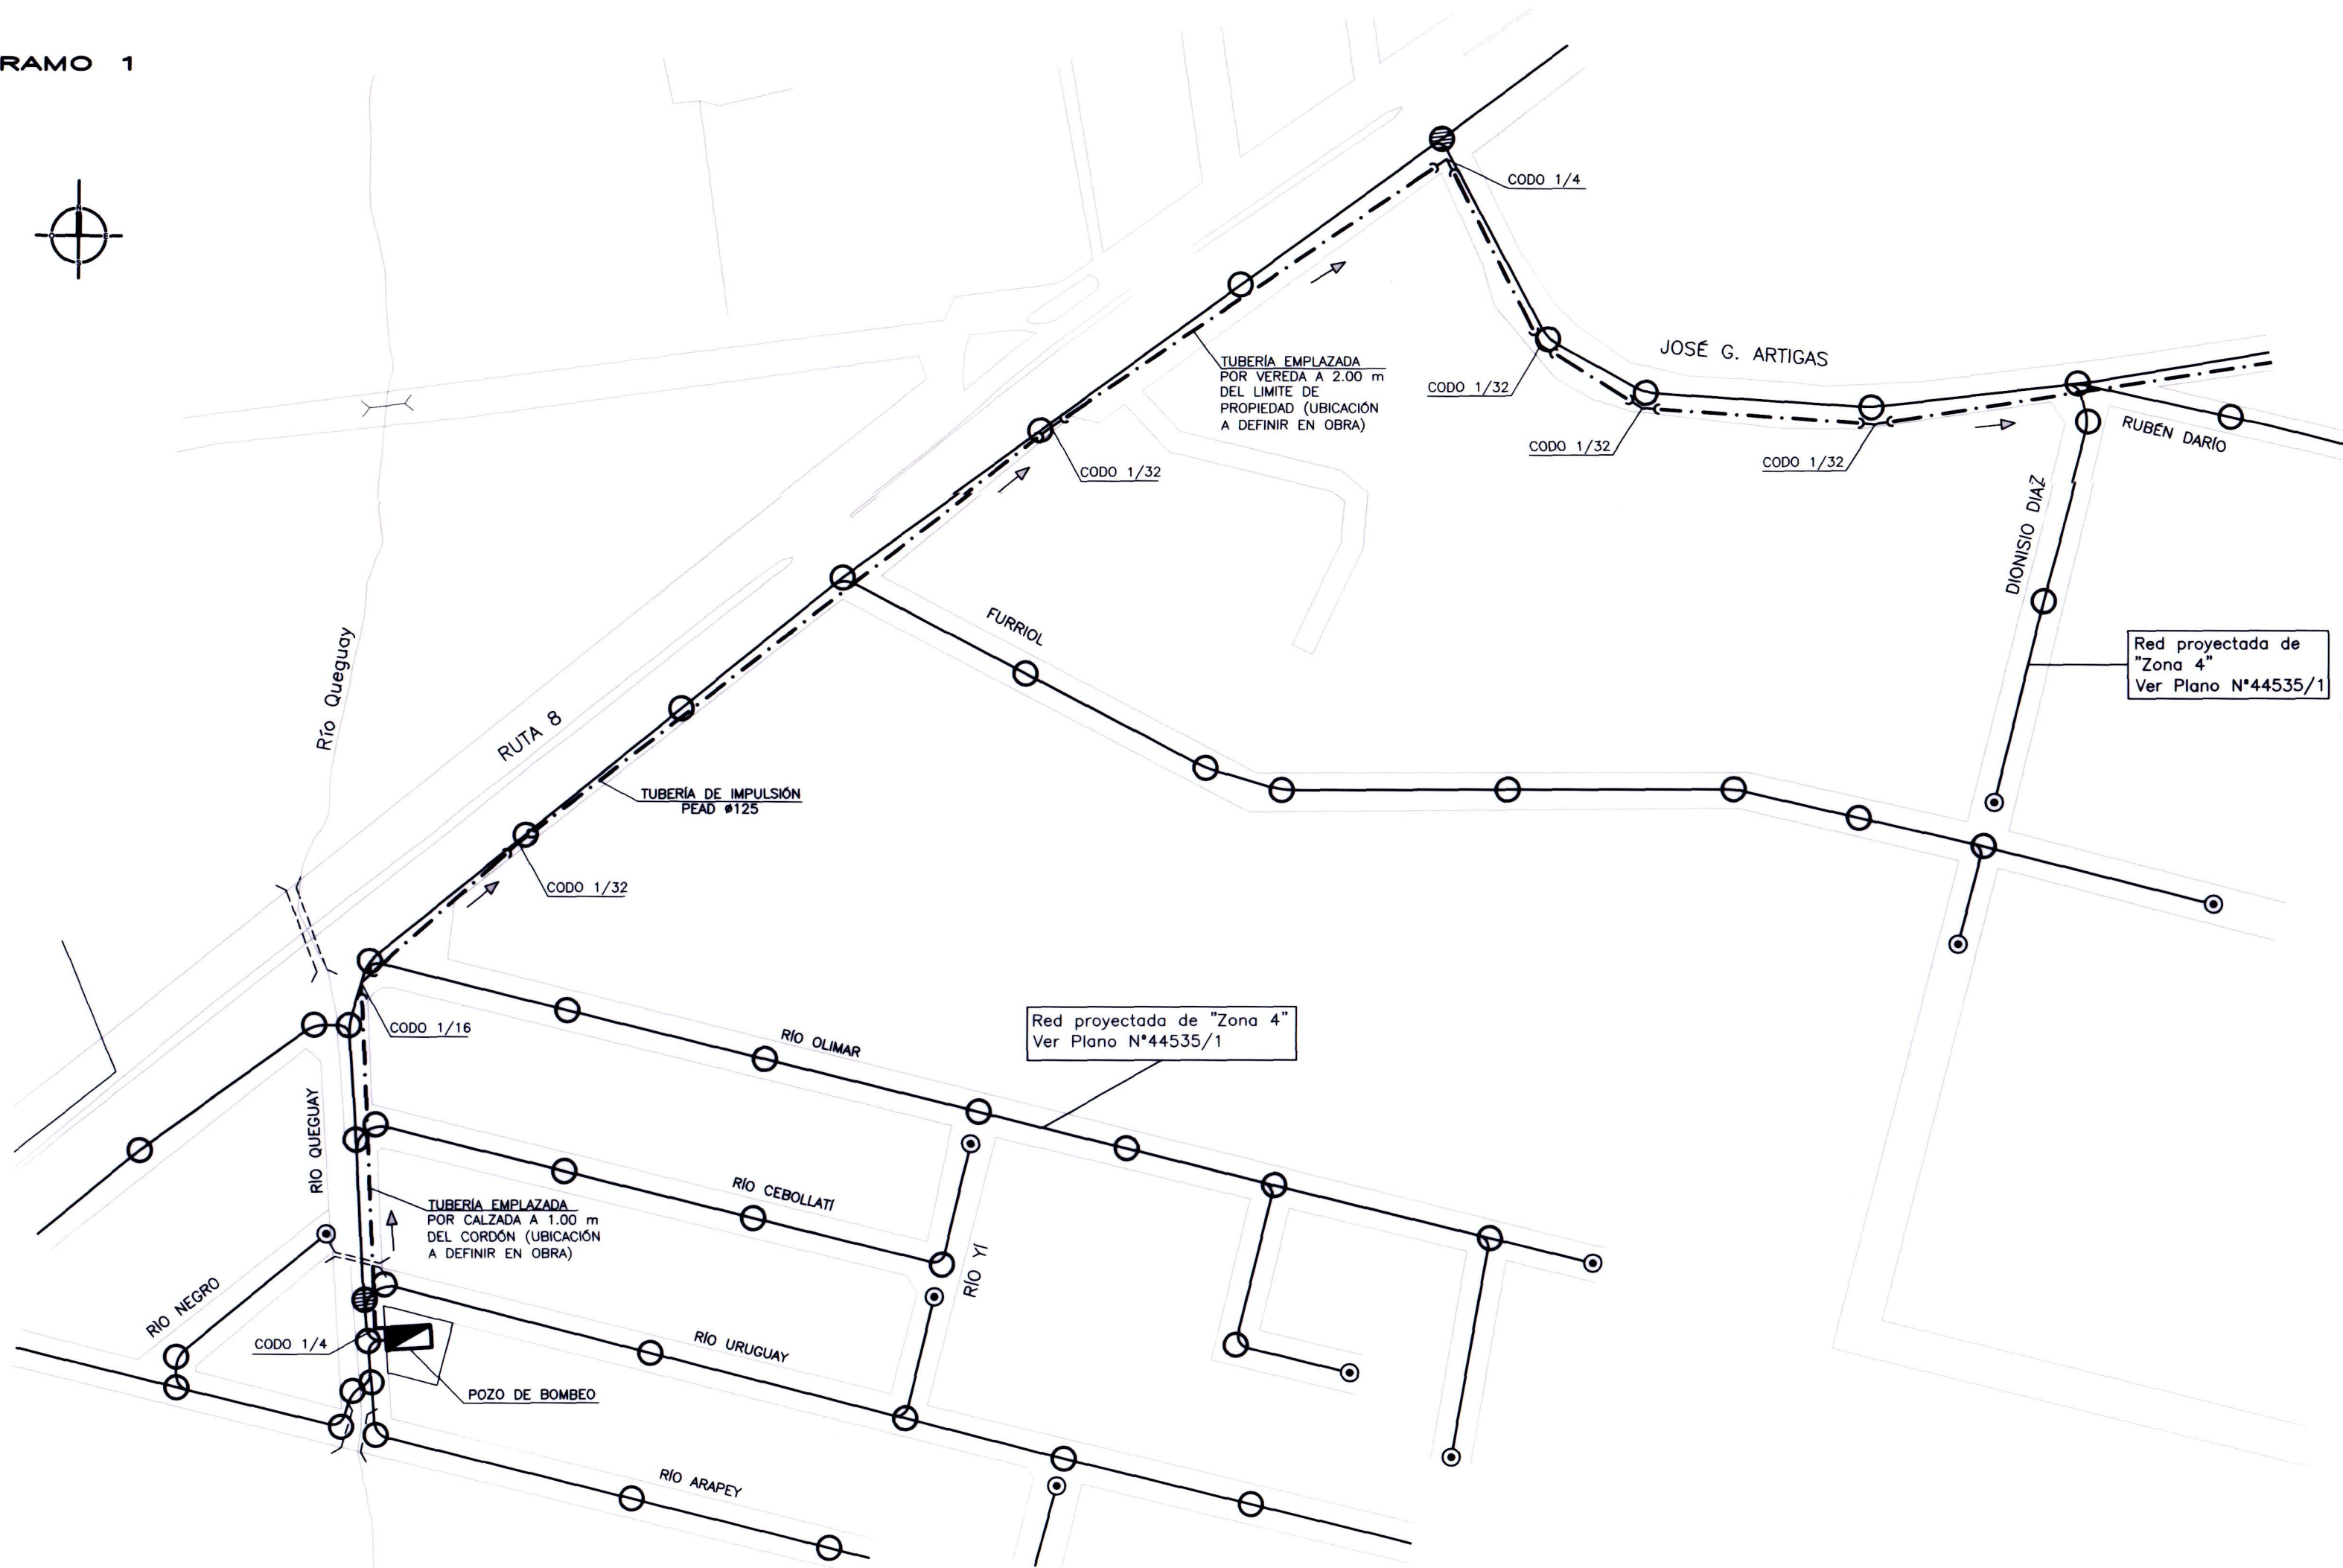 RAMO 1
N
CODO 1/4
TUBERÍA EMPLAZADA
POR VEREDA A 2.00 m
DEL LIMITE DE
PROPIEDAD (UBICACIÓN
A DEFINIR EN OBRA)
JOSÉ G. ARTIGAS
CODO 1/32
CODO 1/32
CODO 1/32
RUBÉN DARÍO
CODO 1/32
DIONISIO DIAZ
FURRIOL
Red proyectada de
"Zona 4"
Ver Plano N°44535/1
Río Queguay
RUTA 8
TUBERÍA DE IMPULSIÓN
PEAD ø125
CODO 1/32
CODO 1/16
RÍO OLIMAR
Red proyectada de "Zona 4"
Ver Plano N°44535/1
RÍO QUEGUAY
RÍO CEBOLLATÍ
TUBERÍA EMPLAZADA
POR CALZADA A 1.00 m
DEL CORDÓN (UBICACIÓN
A DEFINIR EN OBRA)
RÍO YÍ
RÍO NEGRO
CODO 1/4
RÍO URUGUAY
POZO DE BOMBEO
RÍO ARAPEY